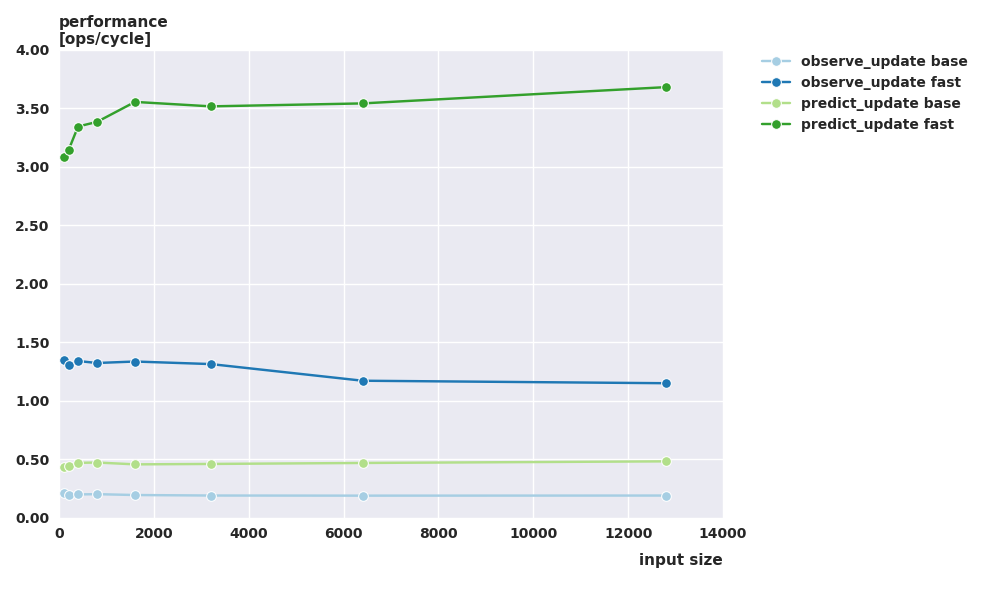 performance
[ops/cycle]
4.00
3.50
3.00
2.50
2.00
1.50
1.00
0.50
0.00
0 2000 4000 6000 8000 10000 12000 14000
input size
observe_update base
observe_update fast
predict_update base
predict_update fast